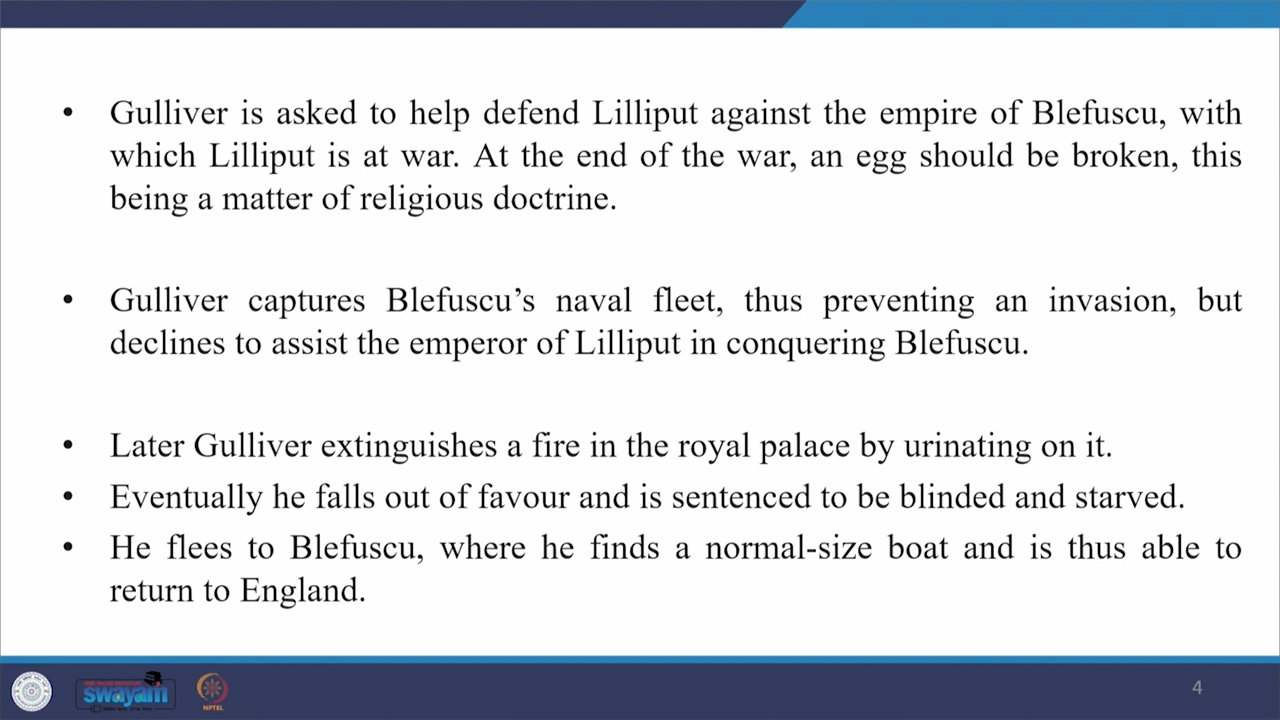 • Gulliver is asked to help defend Lilliput against the empire of Blefuscu, with
which Lilliput is at war. At the end of the war, an egg should be broken, this
being a matter of religious doctrine.
• Gulliver captures Blefuscu’s naval fleet, thus preventing an invasion, but
declines to assist the emperor of Lilliput in conquering Blefuscu.
• Later Gulliver extinguishes a fire in the royal palace by urinating on it.
• Eventually he falls out of favour and is sentenced to be blinded and starved.
• He flees to Blefuscu, where he finds a normal-size boat and is thus able to
return to England.
swayam
NPTEL
4